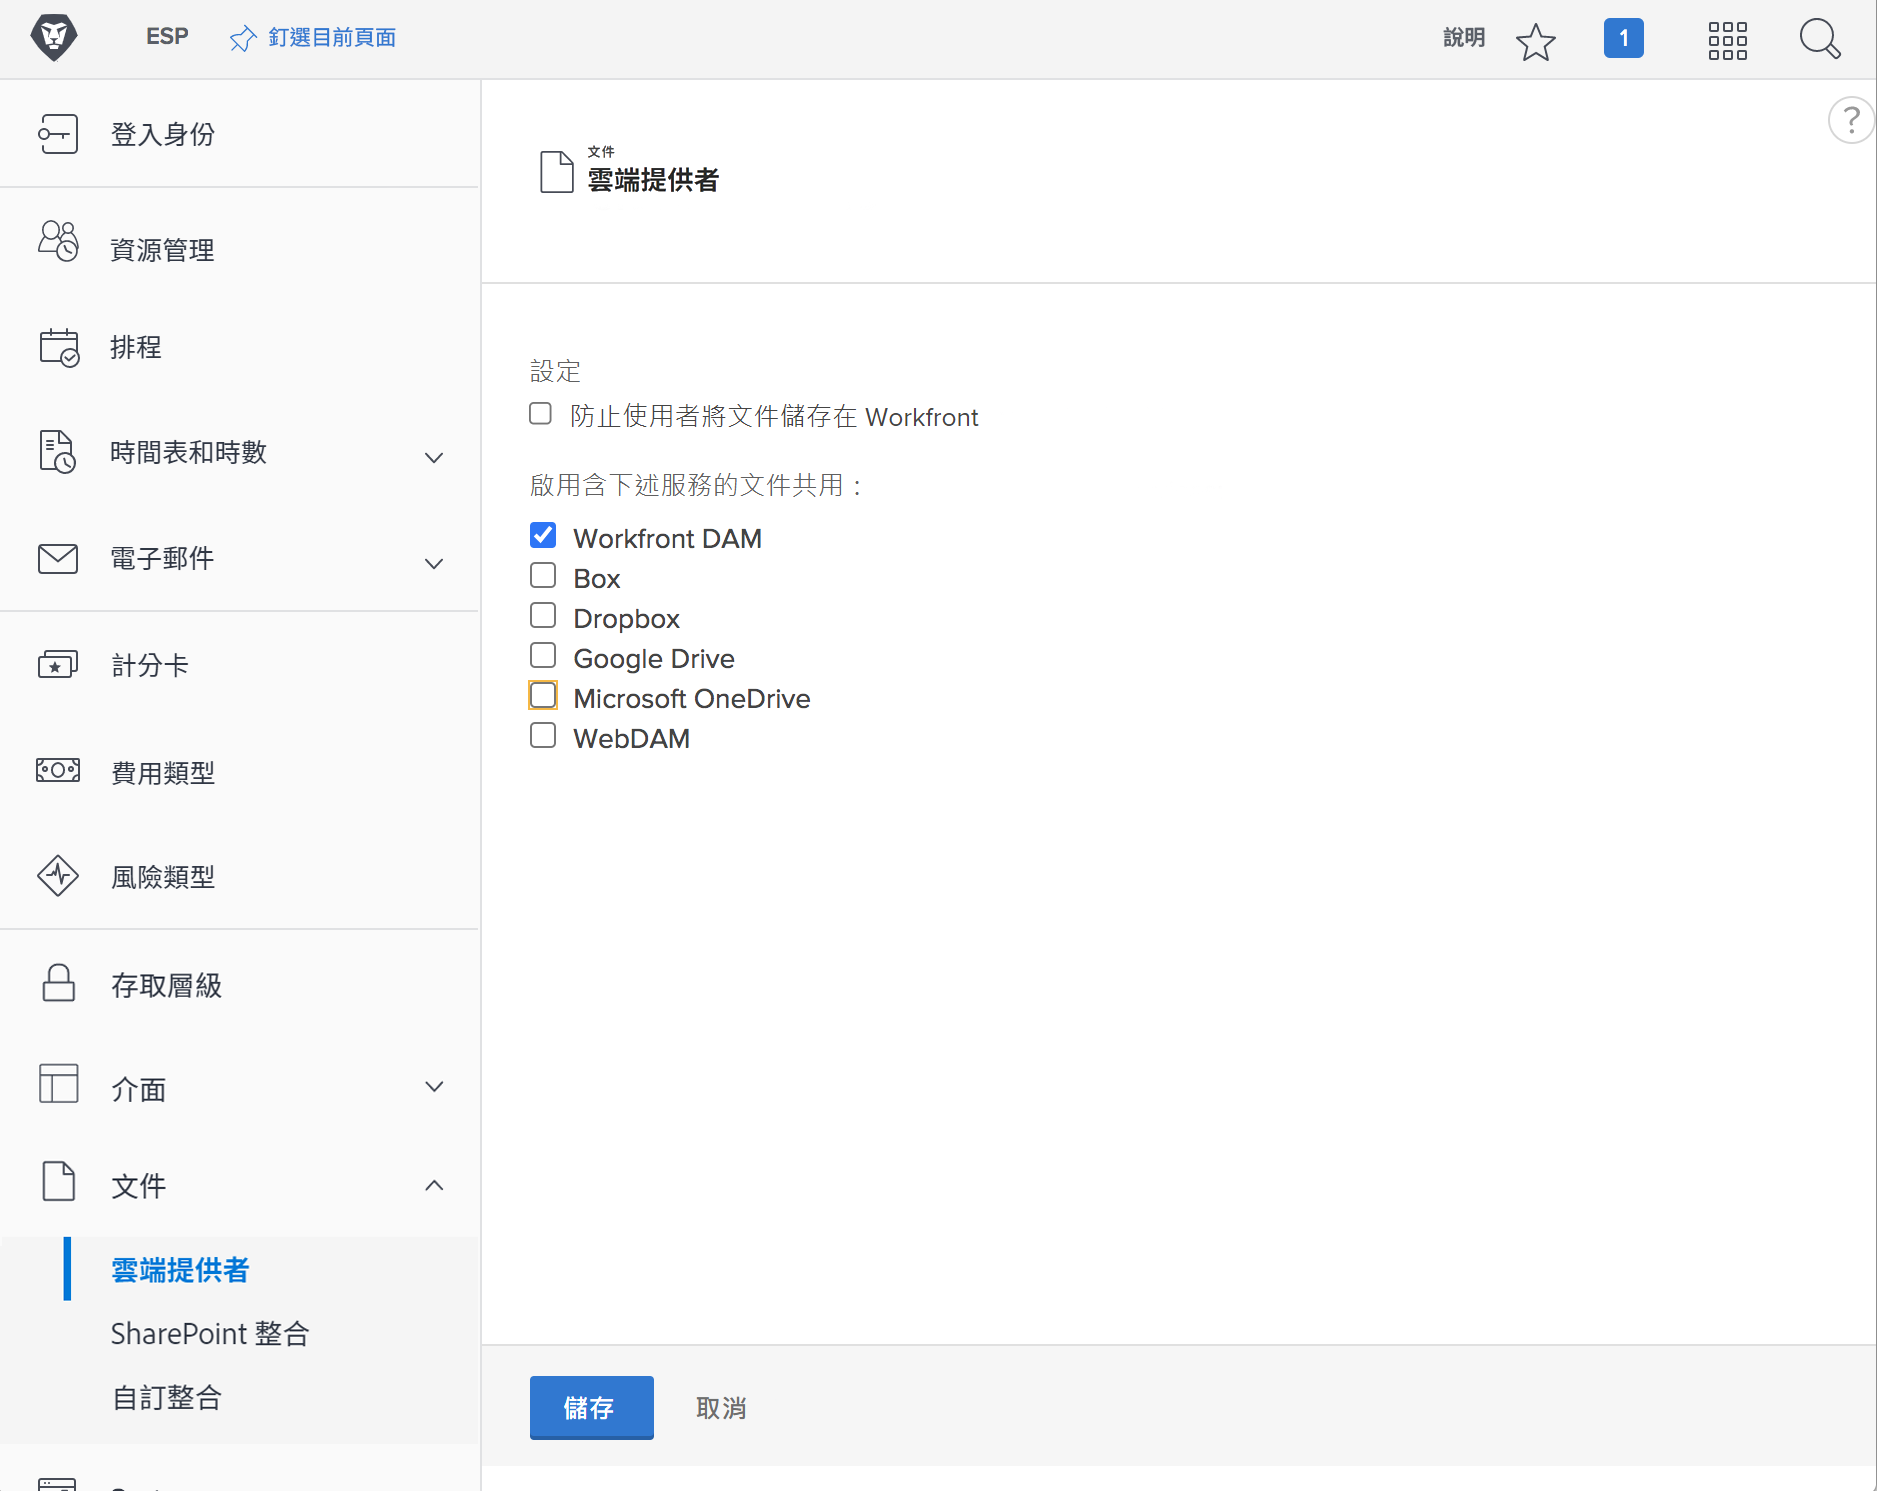 ESP
釘選目前頁面
說明
1
登入身份
資源管理
排程
時間表和時數
電子郵件
計分卡
費用類型
風險類型
存取層級
介面
文件
雲端提供者
SharePoint 整合
自訂整合
?
文件
雲端提供者
設定
防止使用者將文件儲存在 Workfront
啟用含下述服務的文件共用：
Workfront DAM
Box
Dropbox
Google Drive
Microsoft OneDrive
WebDAM
儲存
取消